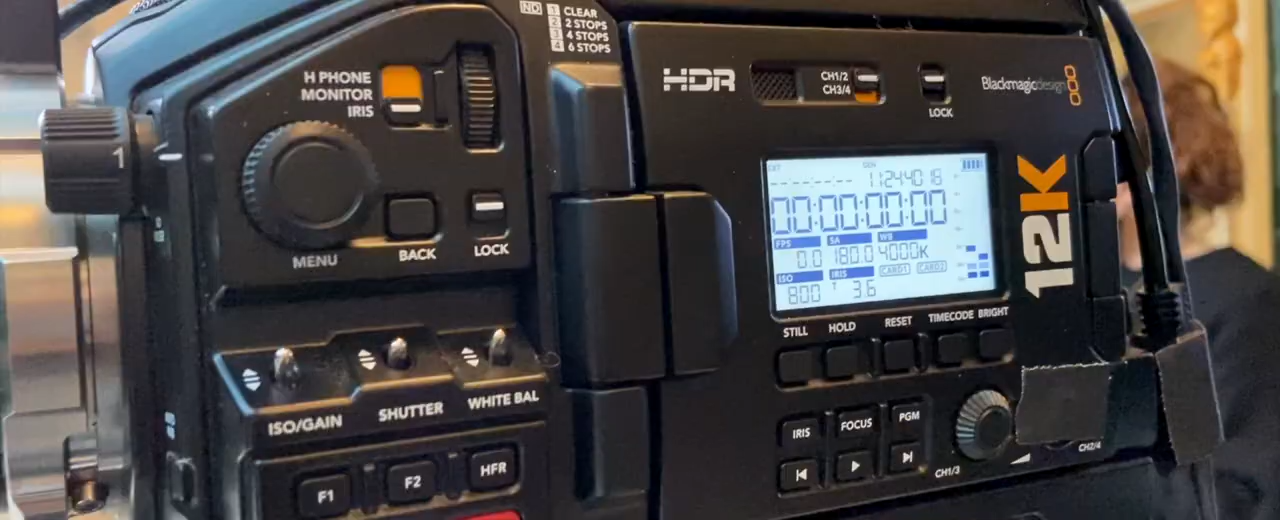 ND 1 CLEAR
2 2 STOPS
3 4 STOPS
4 6 STOPS
H PHONE
MONITOR
IRIS
1
MENU
BACK
LOCK
ISO/GAIN
SHUTTER
WHITE BAL
F1
F2
HFR
HDR
CH1/2
CH3/4
LOCK
Blackmagicdesign
12K
EXT
00:00:00:00
FPS SA WB
0.0 180.0 4000K
ISO IRIS CARD1 CARD2
800 T 3.6
STILL HOLD RESET TIMECODE BRIGHT
IRIS FOCUS PGM
CH1/3
CH2/4